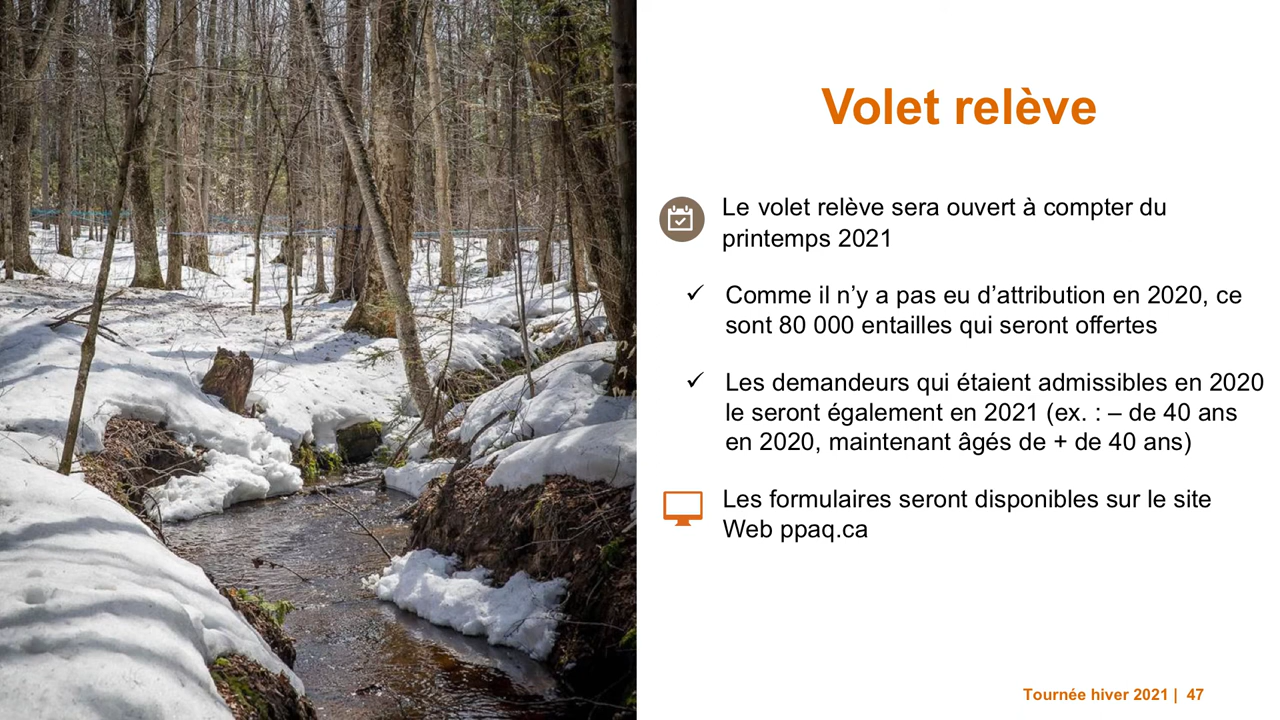 Volet relève
Le volet relève sera ouvert à compter du
printemps 2021
✓ Comme il n’y a pas eu d’attribution en 2020, ce
sont 80 000 entailles qui seront offertes
✓ Les demandeurs qui étaient admissibles en 2020
le seront également en 2021 (ex. : – de 40 ans
en 2020, maintenant âgés de + de 40 ans)
Les formulaires seront disponibles sur le site
Web ppaq.ca
Tournée hiver 2021 | 47